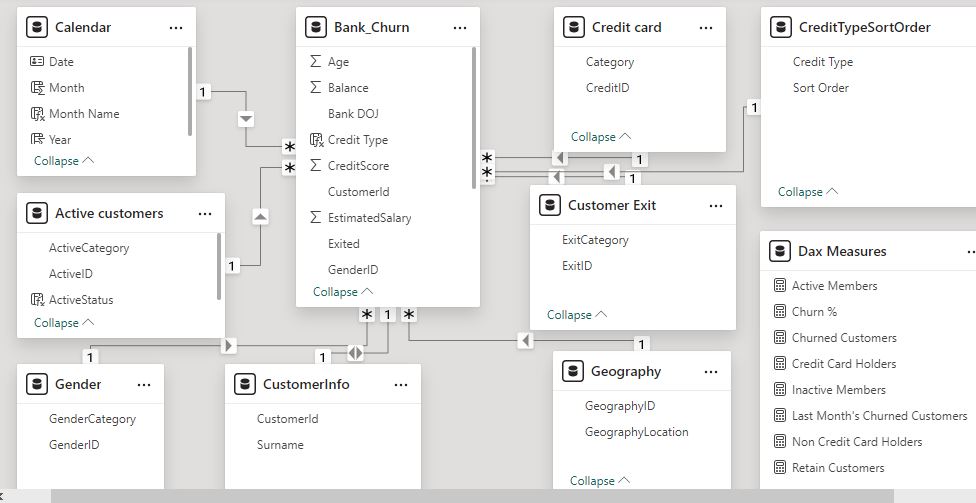 Calendar
Date
Month
Month Name
Year
Collapse
Bank_Churn
Age
Balance
Bank DOJ
Credit Type
CreditScore
CustomerId
EstimatedSalary
Exited
GenderID
Collapse
Credit card
Category
CreditID
Collapse
CreditTypeSortOrder
Credit Type
Sort Order
Collapse
Active customers
ActiveCategory
ActiveID
ActiveStatus
Collapse
Customer Exit
ExitCategory
ExitID
Collapse
Dax Measures
Active Members
Churn %
Churned Customers
Credit Card Holders
Inactive Members
Last Month's Churned Customers
Non Credit Card Holders
Retain Customers
Gender
GenderCategory
GenderID
CustomerInfo
CustomerId
Surname
Geography
GeographyID
GeographyLocation
Collapse
1
*
1
*
*
1
*
1
1
*
1
*
1
1
1